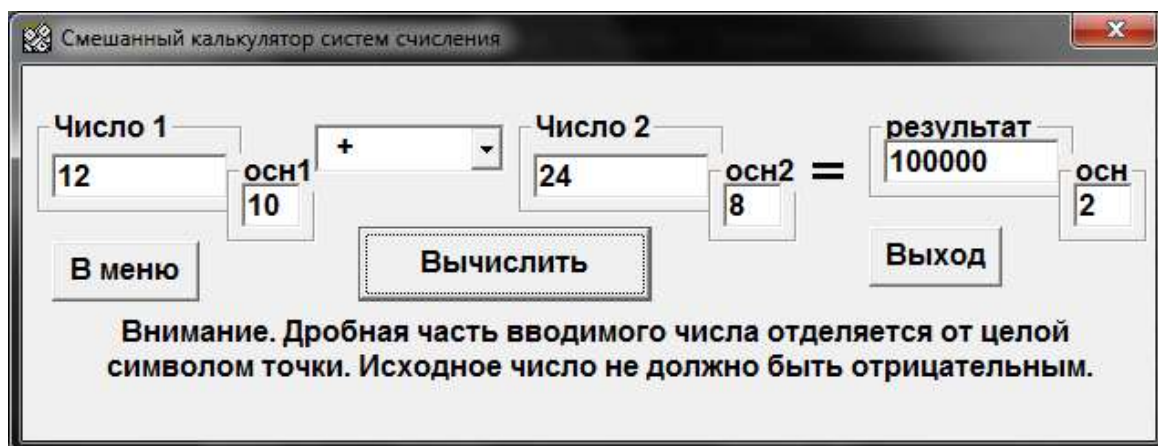 Смешанный калькулятор систем счисления
x
Число 1
12
осн1
10
+
Число 2
24
осн2
8
=
результат
100000
осн
2
В меню
Вычислить
Выход
Внимание. Дробная часть вводимого числа отделяется от целой
символом точки. Исходное число не должно быть отрицательным.